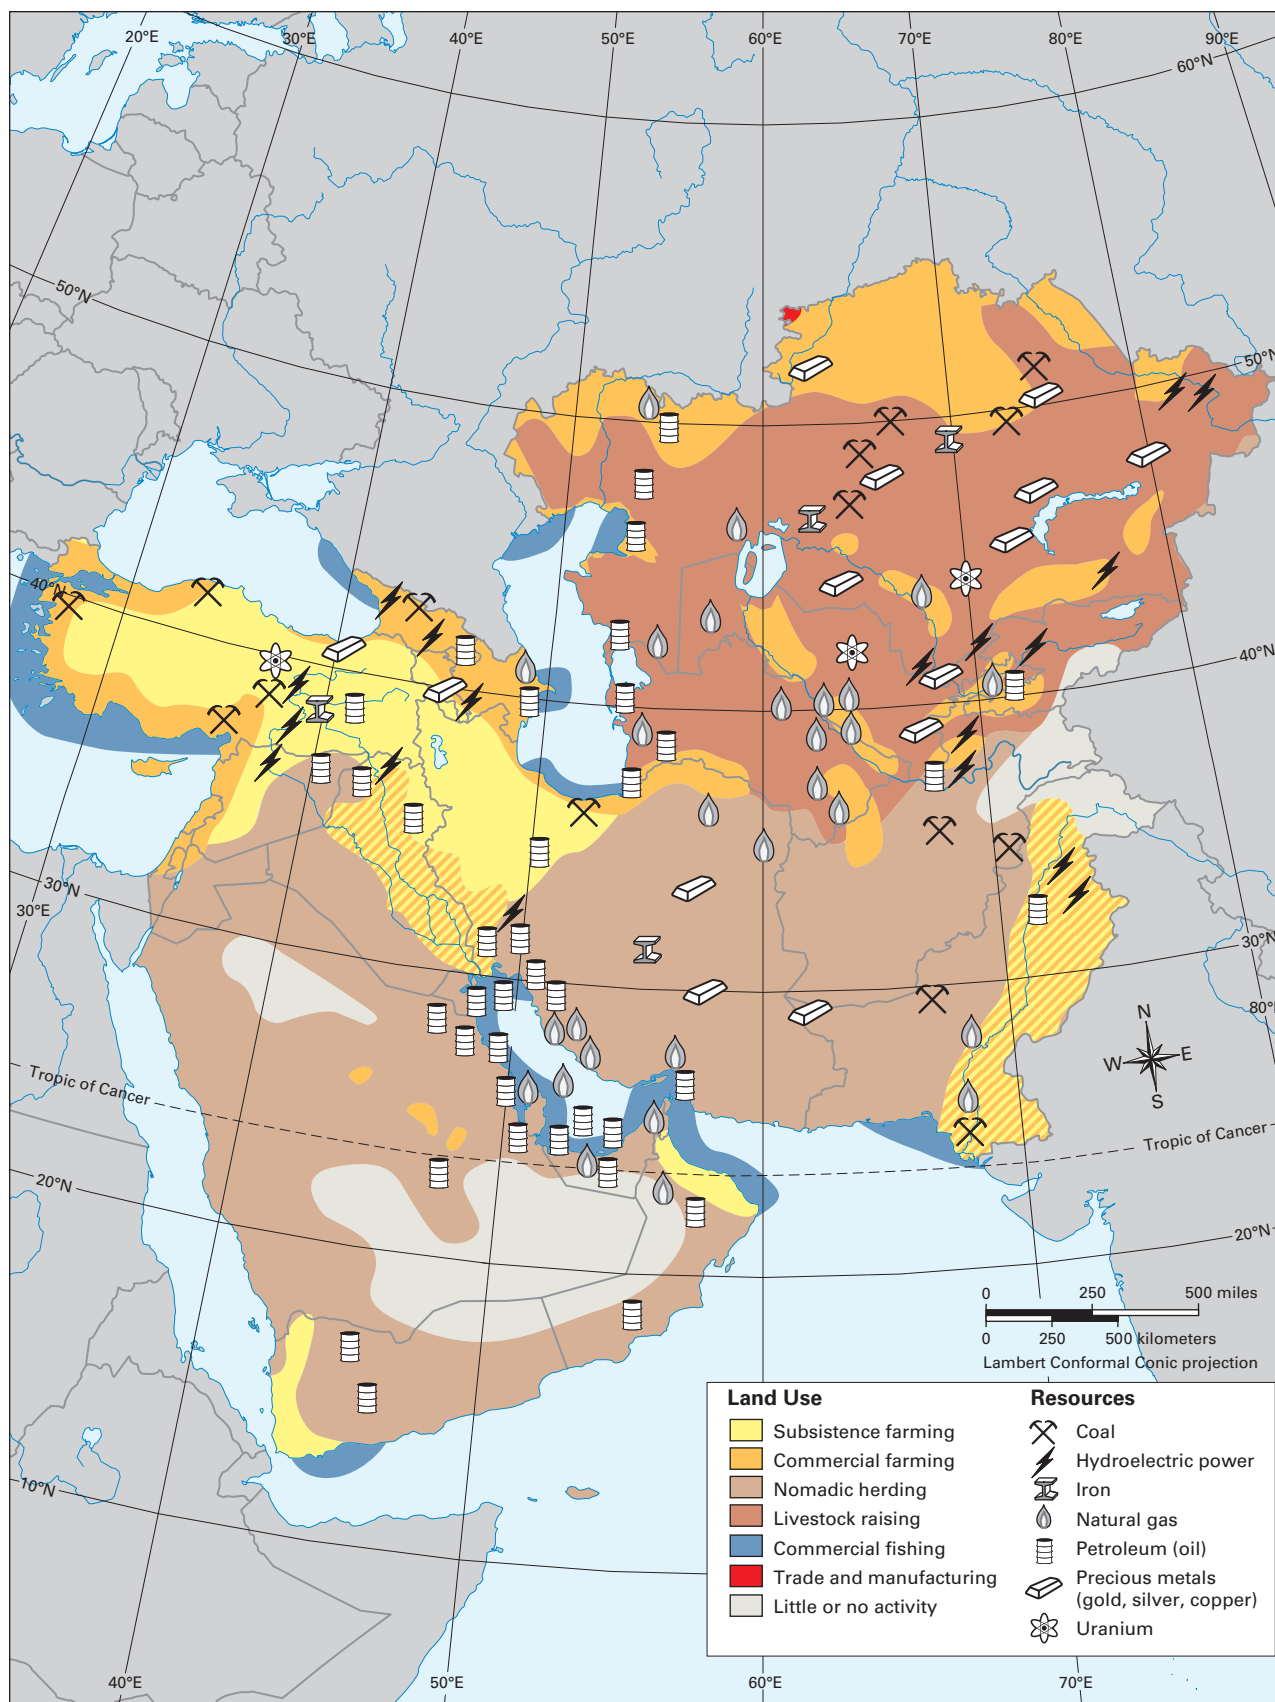 20°E
30°E
40°E
50°E
60°E
70°E
80°E
90°E
60°N
50°N
50°N
40°N
40°N
30°N
30°E
30°N
80°E
N
W
E
S
Tropic of Cancer
Tropic of Cancer
20°N
20°N
0 250 500 miles
0 250 500 kilometers
Lambert Conformal Conic projection
10°N
Land Use
Subsistence farming
Commercial farming
Nomadic herding
Livestock raising
Commercial fishing
Trade and manufacturing
Little or no activity
Resources
Coal
Hydroelectric power
Iron
Natural gas
Petroleum (oil)
Precious metals
(gold, silver, copper)
Uranium
40°E
50°E
60°E
70°E